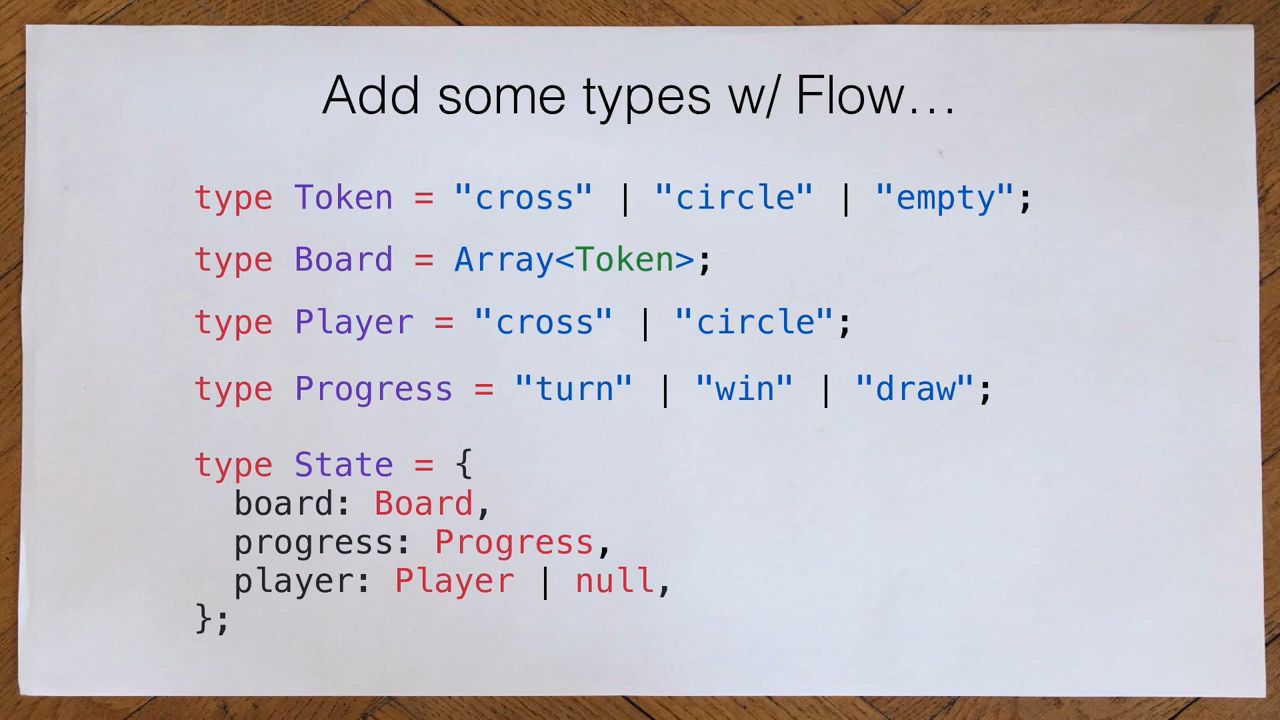 Add some types w/ Flow…
type Token = "cross" | "circle" | "empty";
type Board = Array<Token>;
type Player = "cross" | "circle";
type Progress = "turn" | "win" | "draw";
type State = {
  board: Board,
  progress: Progress,
  player: Player | null,
};